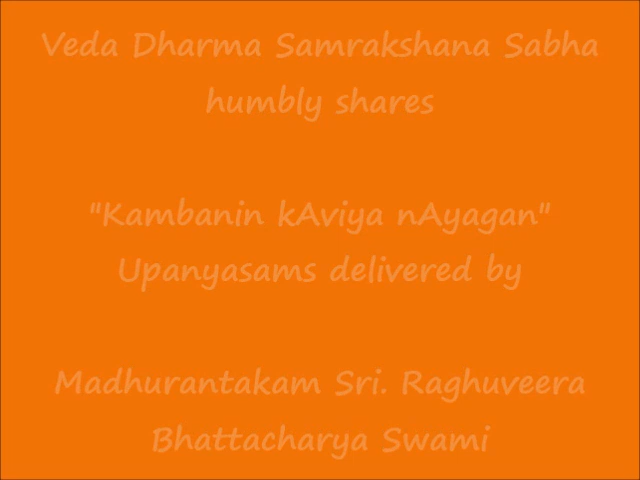 Veda Dharma Samrakshana Sabha
humbly shares
"Kambanin kAviya nAyagan"
Upanyasams delivered by
Madhurantakam Sri. Raghuveera
Bhattacharya Swami